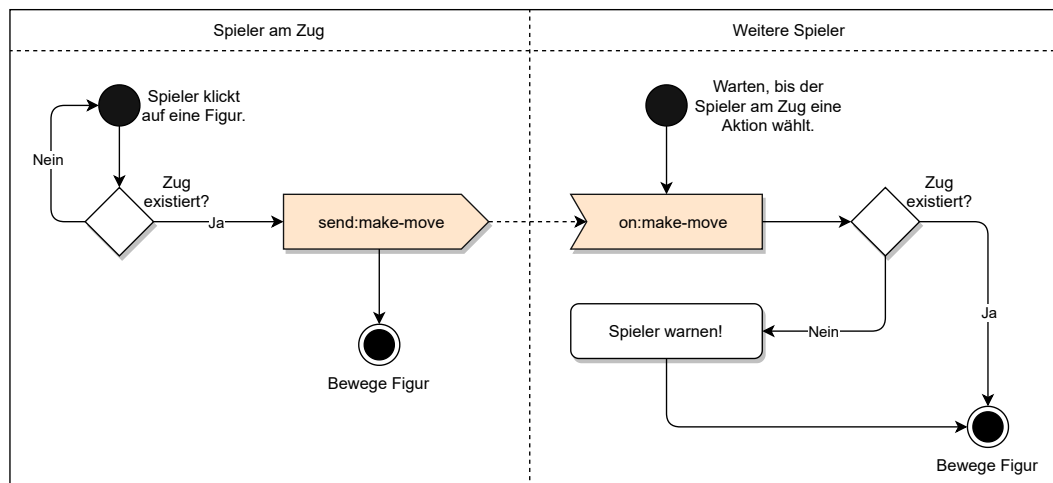 Spieler am Zug
Weitere Spieler
Spieler klickt
auf eine Figur.
Nein
Zug
existiert?
Ja
send:make-move
Bewege Figur
Warten, bis der
Spieler am Zug eine
Aktion wählt.
on:make-move
Zug
existiert?
Spieler warnen!
Nein
Ja
Bewege Figur